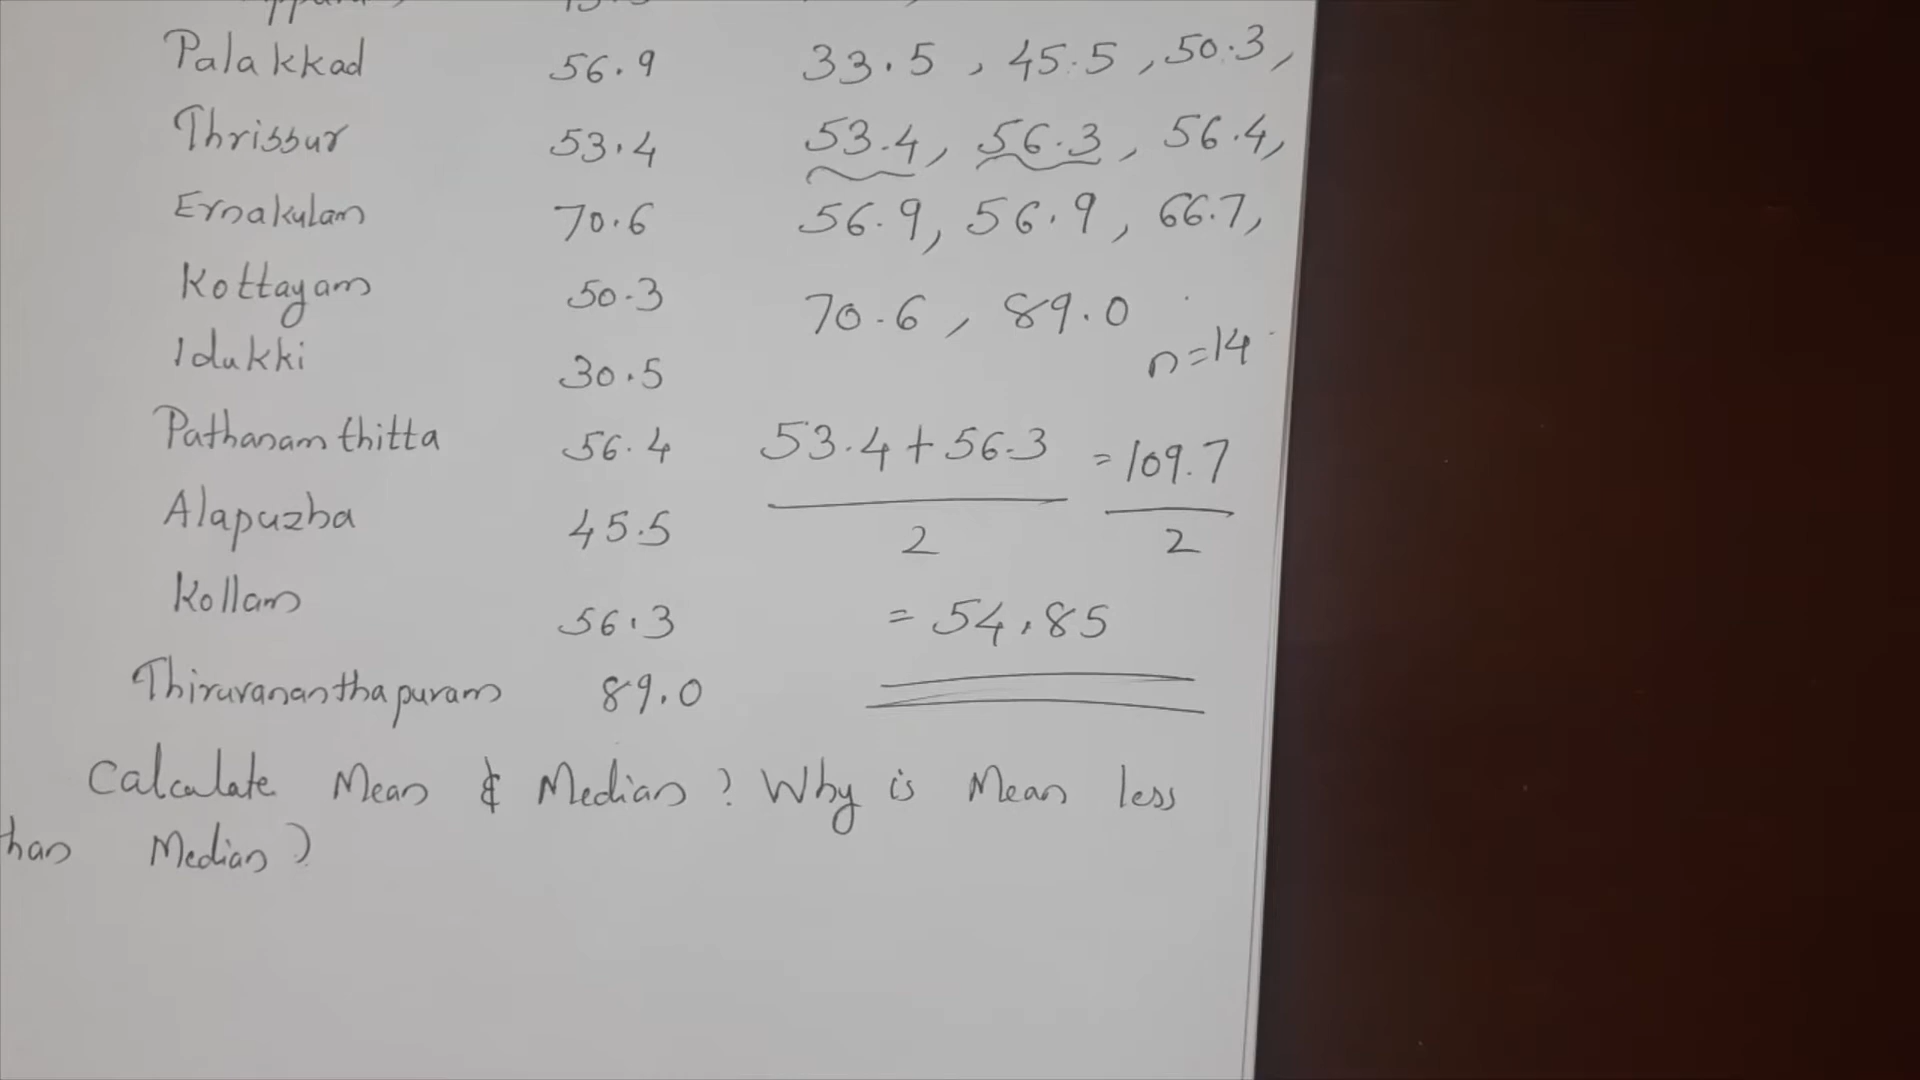 Palakkad 56.9 33.5, 45.5, 50.3,
Thrissur 53.4 53.4, 56.3, 56.4,
Ernakulam 70.6 56.9, 56.9, 66.7,
Kottayam 50.3 70.6, 89.0
n=14
Idukki 30.5
Pathanamthitta 56.4 53.4+56.3 = 109.7
2 2
Alapuzha 45.5
Kollam 56.3 = 54.85
Thiruvananthapuram 89.0
Calculate Mean & Median? Why is Mean less
than Median?